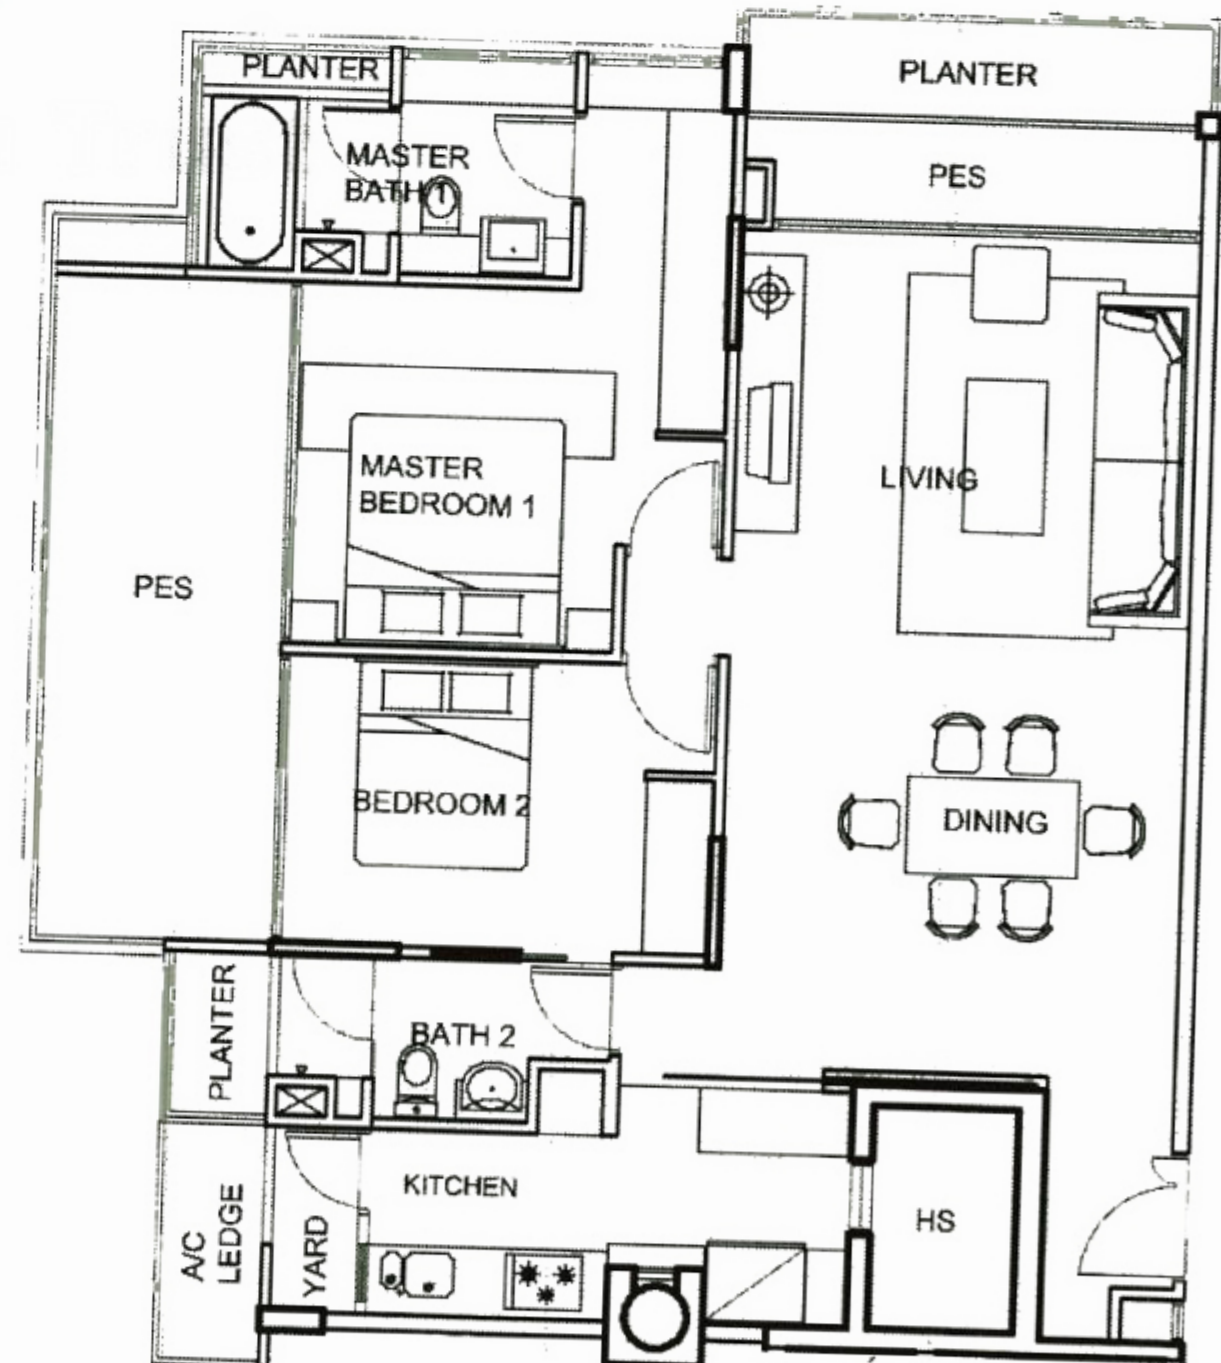 PLANTER
PLANTER
MASTER
BATH 1
PES
MASTER
BEDROOM 1
LIVING
PES
BEDROOM 2
DINING
PLANTER
BATH 2
KITCHEN
A/C
LEDGE
YARD
HS